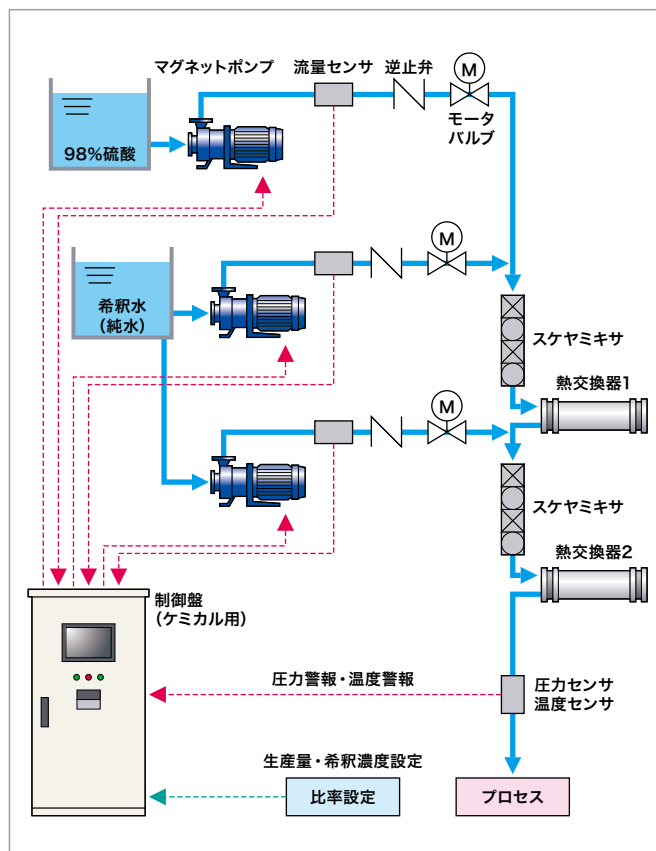 マグネットポンプ
流量センサ
逆止弁
M
モータ
バルブ
98%硫酸
M
希釈水
(純水)
スケヤミキサ
熱交換器1
M
スケヤミキサ
熱交換器2
制御盤
(ケミカル用)
圧力警報・温度警報
圧力センサ
温度センサ
生産量・希釈濃度設定
比率設定
プロセス